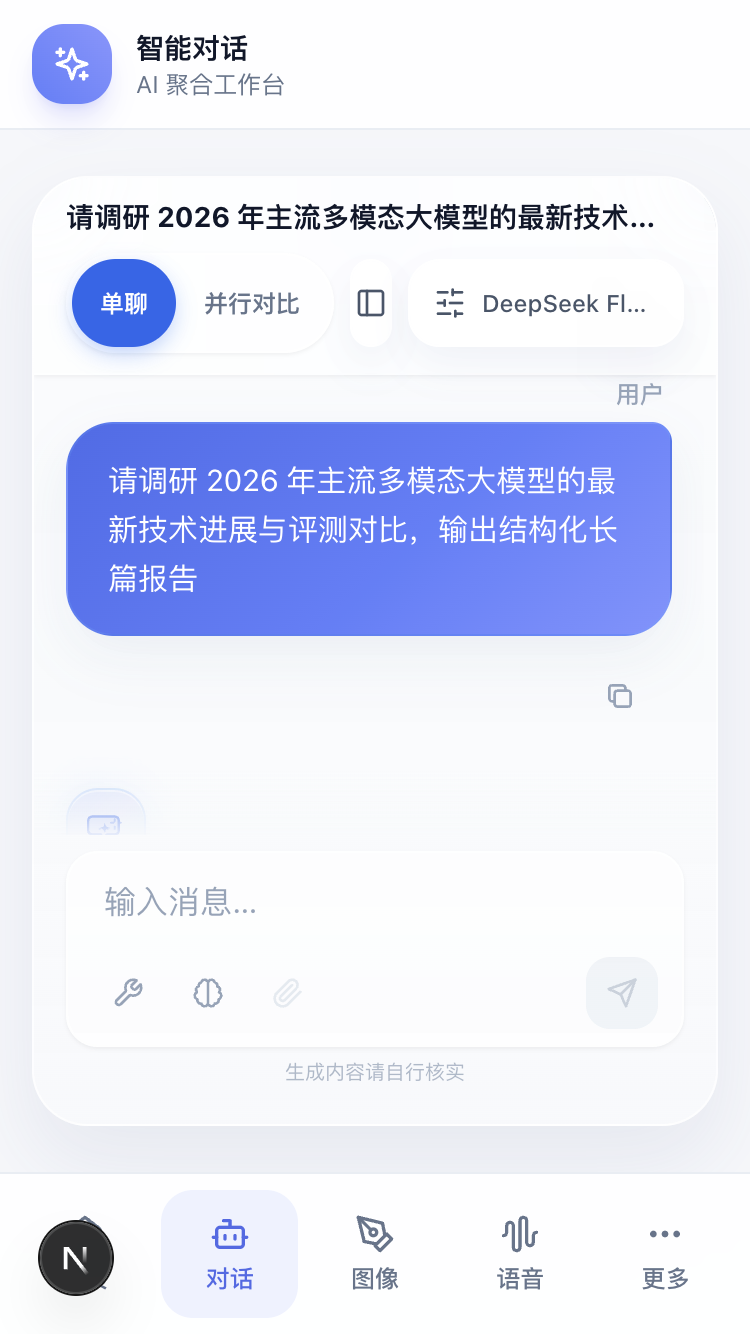 智能对话
AI 聚合工作台
请调研 2026 年主流多模态大模型的最新技术...
单聊
并行对比
DeepSeek Fl...
用户
请调研 2026 年主流多模态大模型的最
新技术进展与评测对比，输出结构化长
篇报告
输入消息...
生成内容请自行核实
N
对话
图像
语音
更多